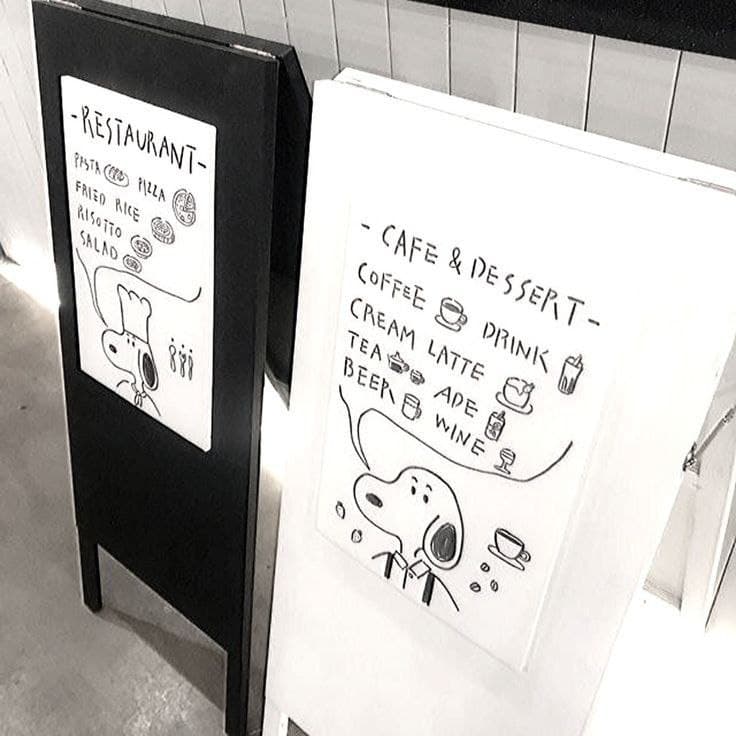 -RESTAURANT-
PASTA PIZZA
FRIED RICE
RISOTTO
SALAD
- CAFE & DESSERT-
COFFEE DRINK
CREAM LATTE
TEA ADE
BEER WINE